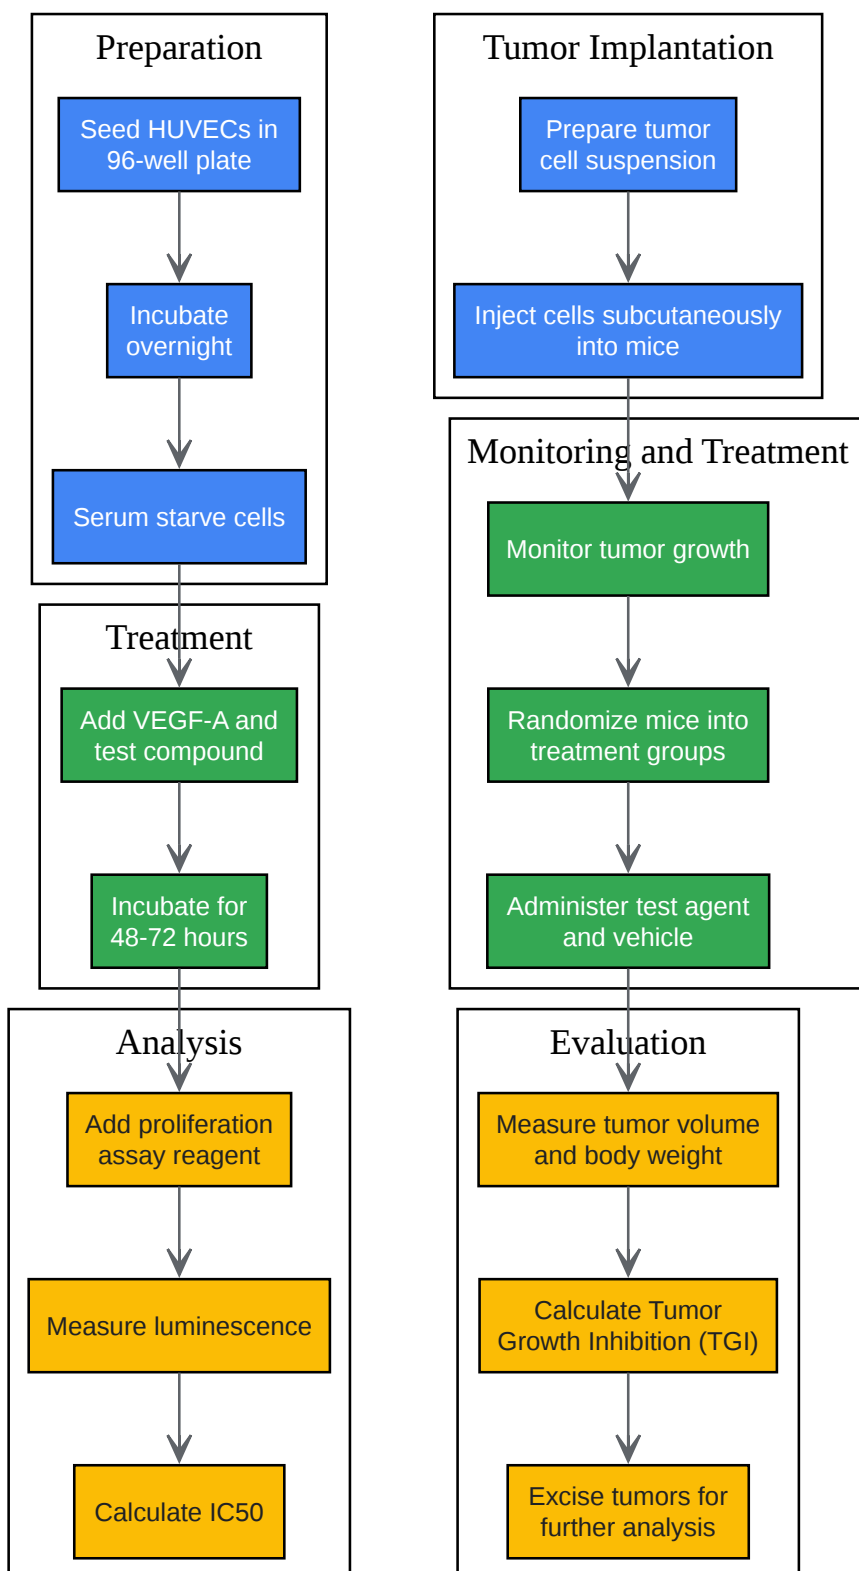 Preparation
Seed HUVECs in
96-well plate
Incubate
overnight
Serum starve cells
Treatment
Add VEGF-A and
test compound
Incubate for
48-72 hours
Analysis
Add proliferation
assay reagent
Measure luminescence
Calculate IC50
Tumor Implantation
Prepare tumor
cell suspension
Inject cells subcutaneously
into mice
Monitoring and Treatment
Monitor tumor growth
Randomize mice into
treatment groups
Administer test agent
and vehicle
Evaluation
Measure tumor volume
and body weight
Calculate Tumor
Growth Inhibition (TGI)
Excise tumors for
further analysis